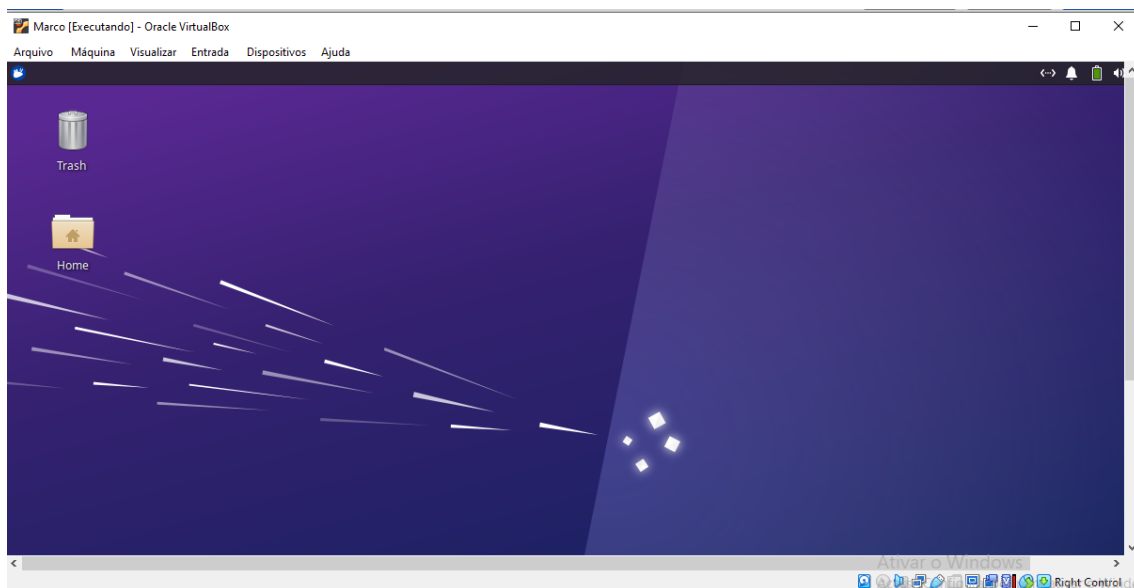 Marco [Executando] - Oracle VirtualBox
Arquivo Máquina Visualizar Entrada Dispositivos Ajuda
Trash
Home
Ativar o Windows
Right Control